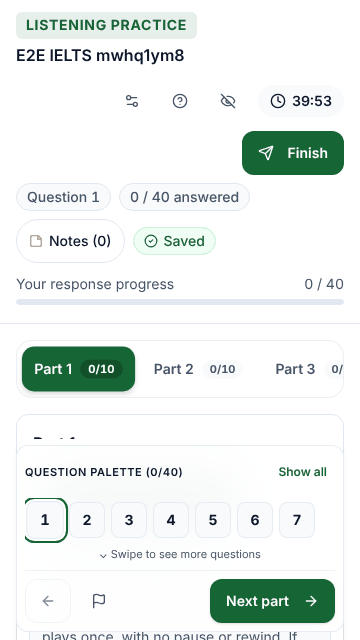 LISTENING PRACTICE
E2E IELTS mwhq1ym8
39:53
Finish
Question 1
0 / 40 answered
Notes (0)
Saved
Your response progress
0 / 40
Part 1 0/10
Part 2 0/10
Part 3 0/
QUESTION PALETTE (0/40)
Show all
1 2 3 4 5 6 7
Swipe to see more questions
Next part
plays once, with no pause or rewind. If